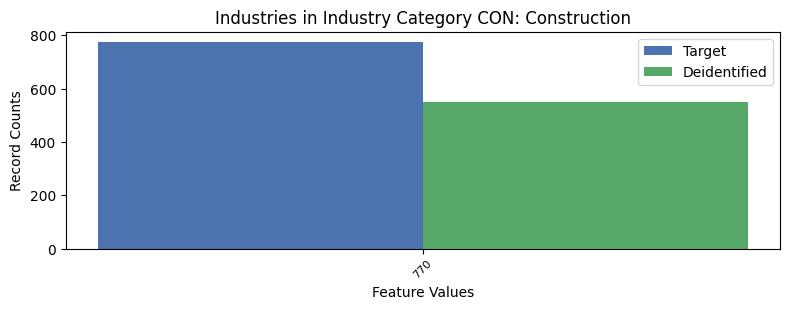 Industries in Industry Category CON: Construction
Target
Deidentified
800
600
400
200
0
Record Counts
770
Feature Values